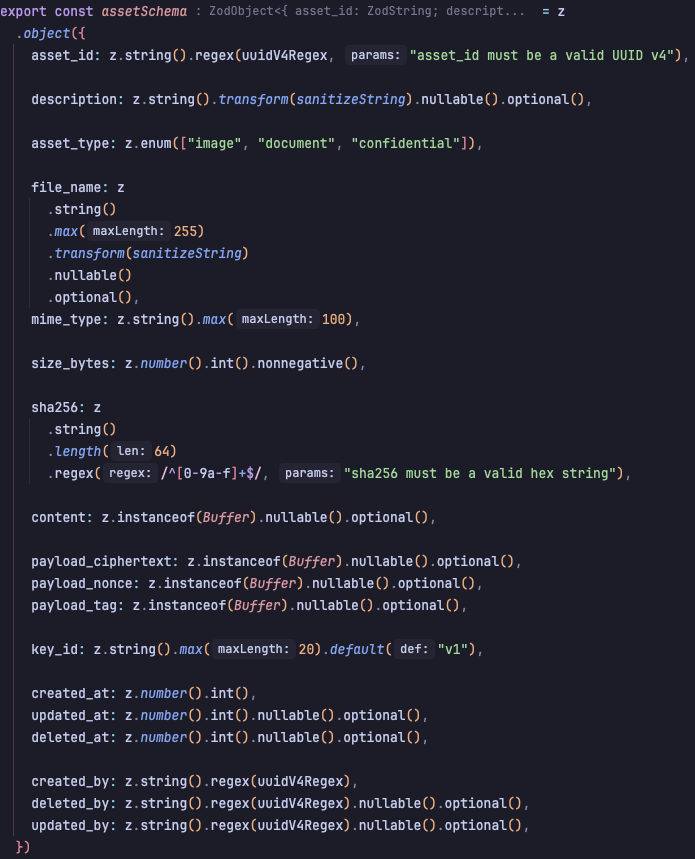 export const assetSchema : ZodObject<{ asset_id: ZodString; descript... = z
.object({
asset_id: z.string().regex(uuidV4Regex, params: "asset_id must be a valid UUID v4"),
description: z.string().transform(sanitizeString).nullable().optional(),
asset_type: z.enum(["image", "document", "confidential"]),
file_name: z
.string()
.max( maxLength: 255)
.transform(sanitizeString)
.nullable()
.optional(),
mime_type: z.string().max( maxLength: 100),
size_bytes: z.number().int().nonnegative(),
sha256: z
.string()
.length( len: 64)
.regex( regex: /^[0-9a-f]+$/, params: "sha256 must be a valid hex string"),
content: z.instanceof(Buffer).nullable().optional(),
payload_ciphertext: z.instanceof(Buffer).nullable().optional(),
payload_nonce: z.instanceof(Buffer).nullable().optional(),
payload_tag: z.instanceof(Buffer).nullable().optional(),
key_id: z.string().max( maxLength: 20).default( def: "v1"),
created_at: z.number().int(),
updated_at: z.number().int().nullable().optional(),
deleted_at: z.number().int().nullable().optional(),
created_by: z.string().regex(uuidV4Regex),
deleted_by: z.string().regex(uuidV4Regex).nullable().optional(),
updated_by: z.string().regex(uuidV4Regex).nullable().optional(),
})